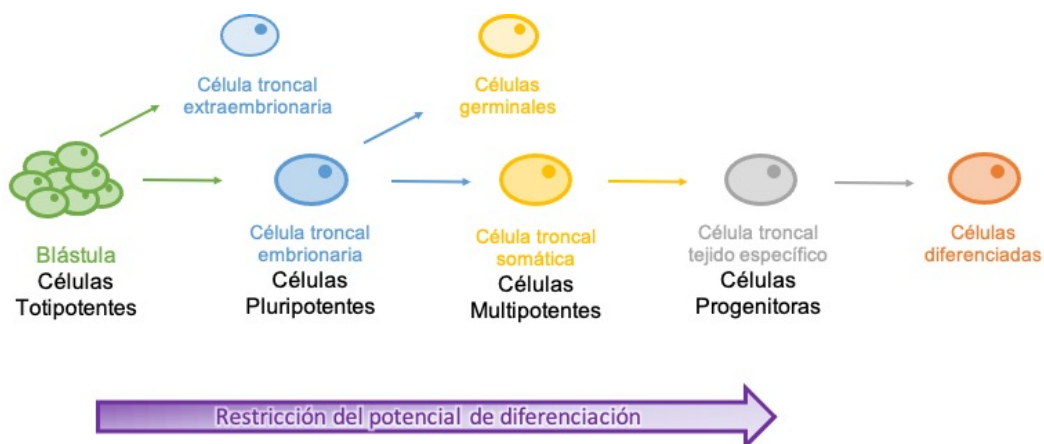 Célula troncal
extraembrionaria
Células
germinales
Blástula
Células
Totipotentes
Célula troncal
embrionaria
Células
Pluripotentes
Célula troncal
somática
Células
Multipotentes
Célula troncal
tejido específico
Células
Progenitoras
Células
diferenciadas
Restricción del potencial de diferenciación